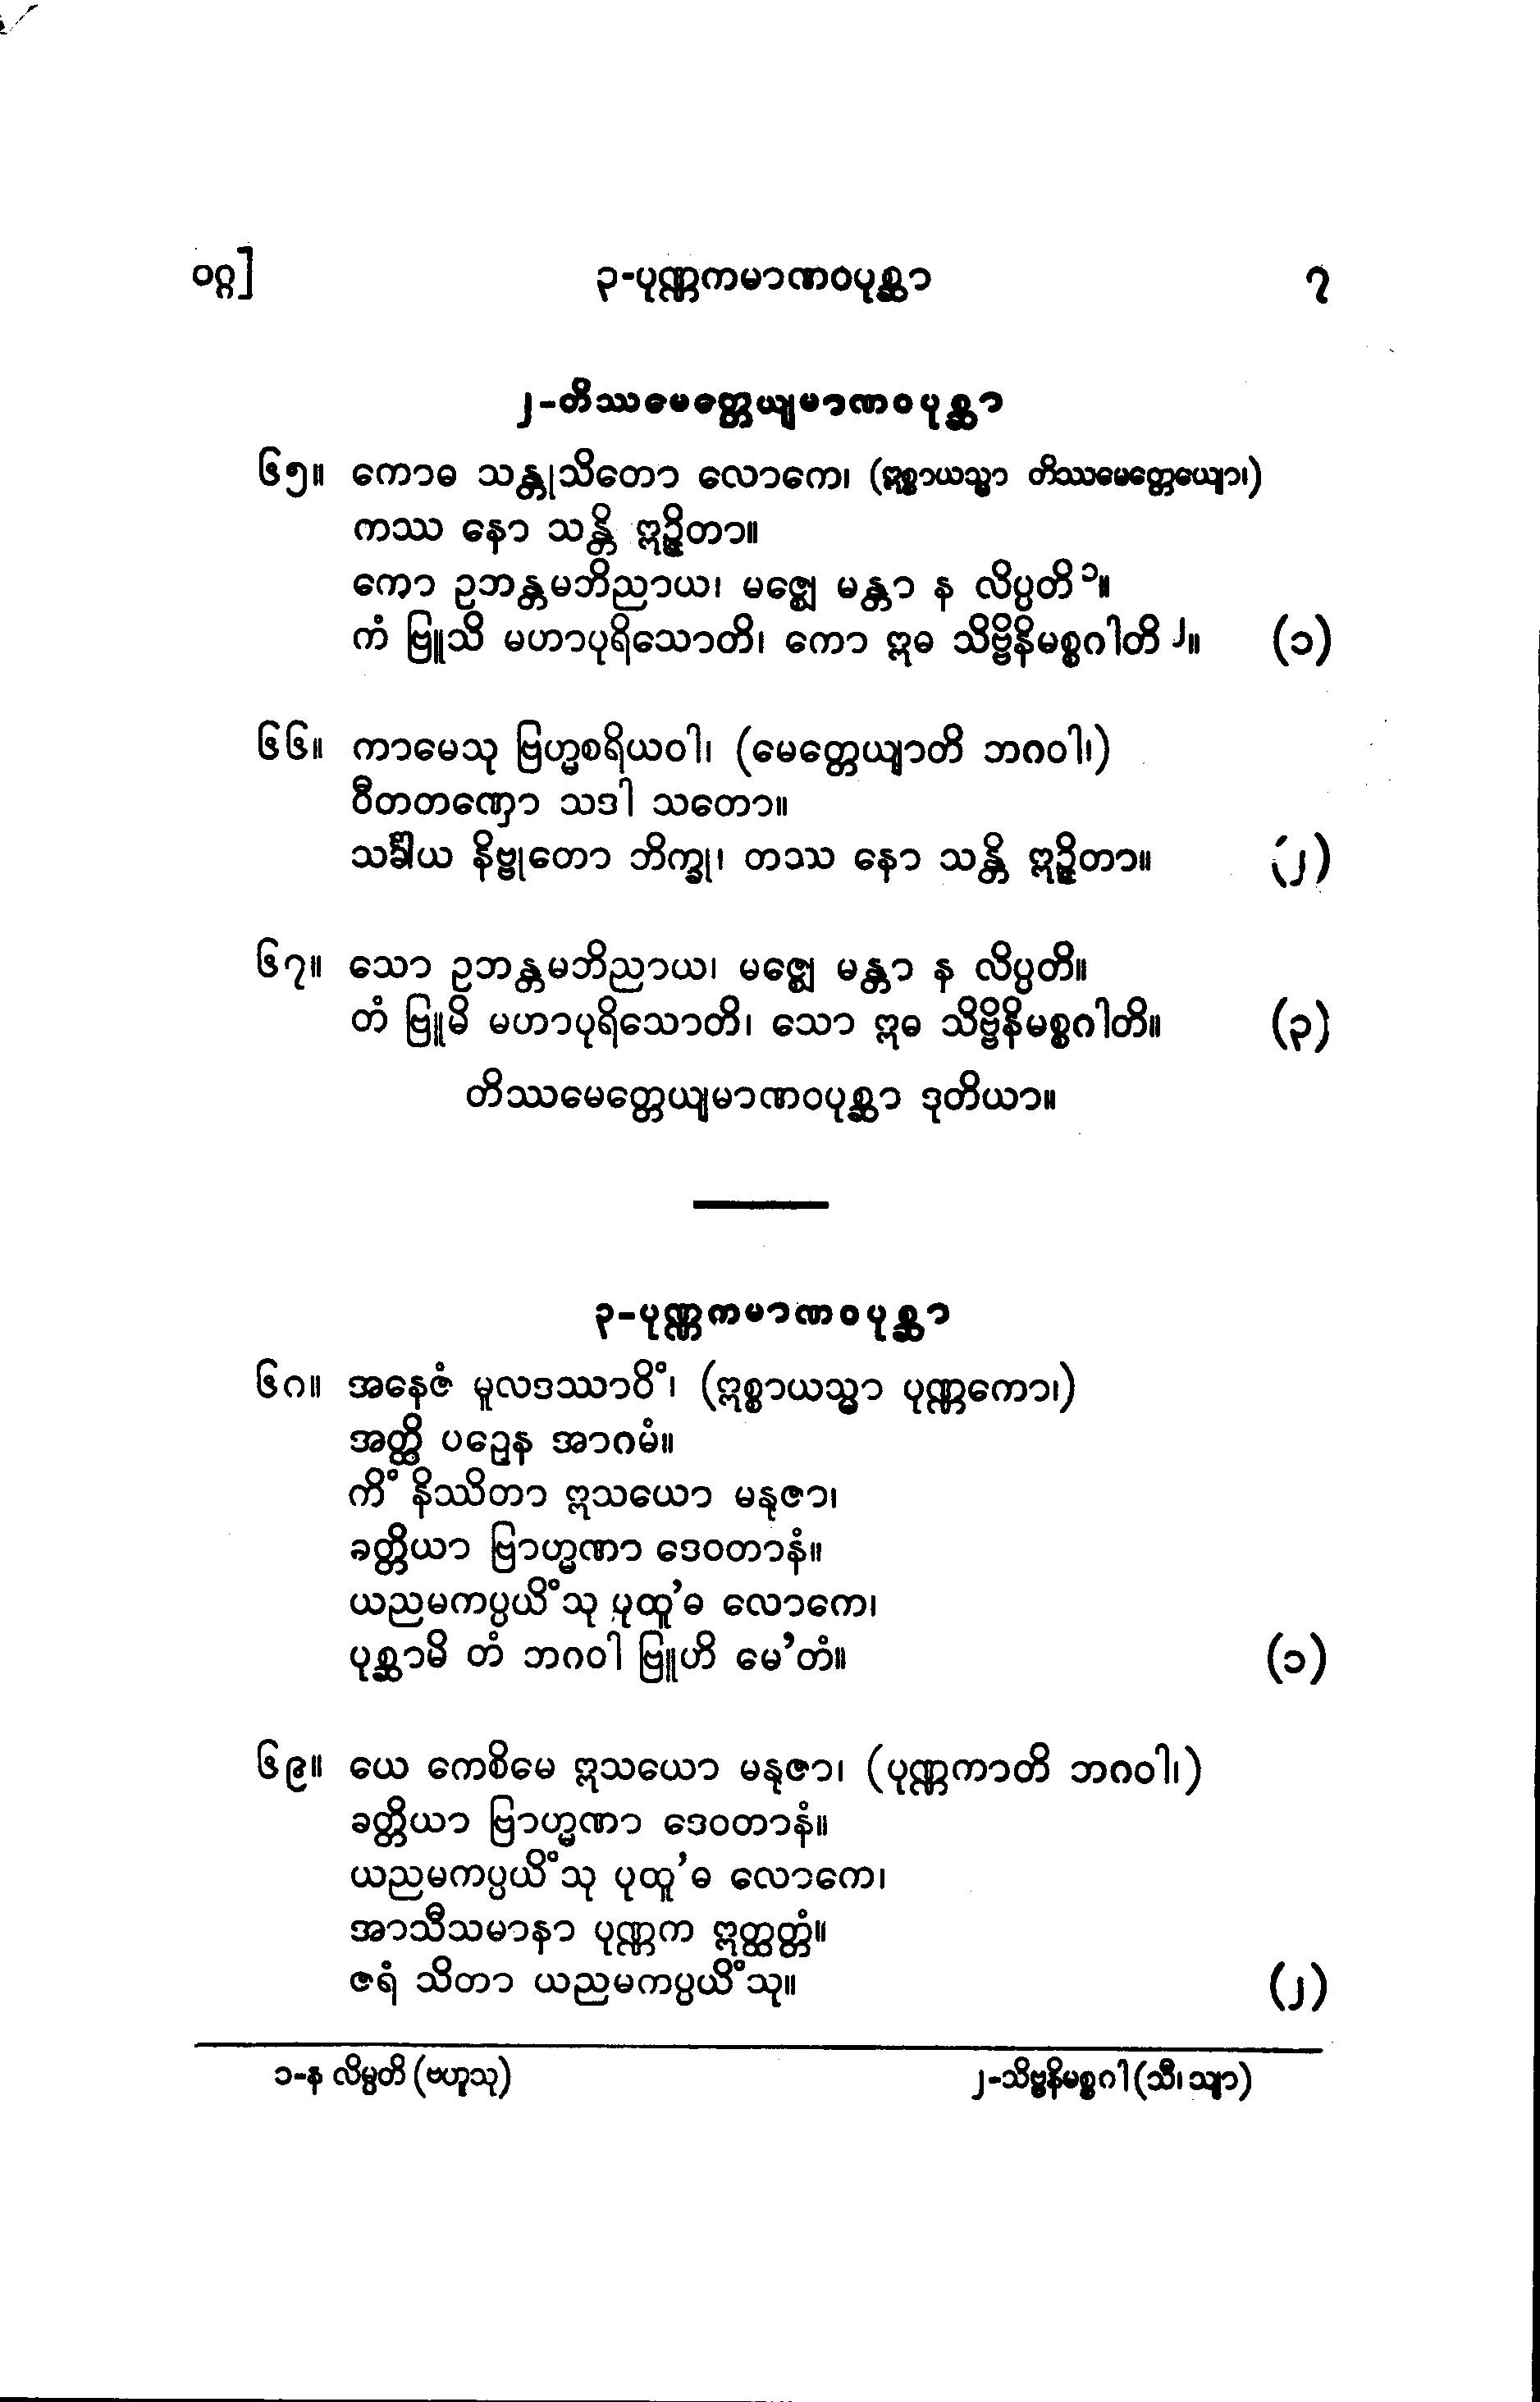 ဝဂ္ဂ] ၃-ပုဏ္ဏကမာဏဝပုစ္ဆာ ၇
၂-တိဿမေတ္တေယျမာဏဝပုစ္ဆာ
၆၅။ ကောဓ သန္တုသိတော လောကေ၊ (ဣစ္စာယသ္မာ တိဿမေတ္တေယျော၊)
ကဿ နော သန္တိ ဣဉ္ဇိတာ။
ကော ဥဘန္တမဘိညာယ၊ မဇ္ဈေ မန္တာ န လိပ္ပတိ ၁။
ကံ ဗြူသိ မဟာပုရိသောတိ၊ ကော ဣဓ သိဗ္ဗိနိမစ္စဂါတိ ၂။ (၁)
၆၆။ ကာမေသု ဗြဟ္မစရိယဝါ၊ (မေတ္တေယျာတိ ဘဂဝါ၊)
ဝီတတဏှော သဒါ သတော။
သင်္ခါယ နိဗ္ဗုတော ဘိက္ခု၊ တဿ နော သန္တိ ဣဉ္ဇိတာ။ (၂)
၆၇။ သော ဥဘန္တမဘိညာယ၊ မဇ္ဈေ မန္တာ န လိပ္ပတိ။
တံ ဗြူမိ မဟာပုရိသောတိ၊ သော ဣဓ သိဗ္ဗိနိမစ္စဂါတိ။ (၃)
တိဿမေတ္တေယျမာဏဝပုစ္ဆာ ဒုတိယာ။
၃-ပုဏ္ဏကမာဏဝပုစ္ဆာ
၆၈။ အနေဇံ မူလဒဿာဝိံ၊ (ဣစ္စာယသ္မာ ပုဏ္ဏကော၊)
အတ္ထိ ပဉှေန အာဂမံ။
ကိံ နိဿိတာ ဣသယော မနုဇာ၊
ခတ္တိယာ ဗြာဟ္မဏာ ဒေဝတာနံ။
ယညမကပ္ပယိံသု ပုထူ’ဓ လောကေ၊
ပုစ္ဆာမိ တံ ဘဂဝါ ဗြူဟိ မေ’တံ။ (၁)
၆၉။ ယေ ကေစိမေ ဣသယော မနုဇာ၊ (ပုဏ္ဏကာတိ ဘဂဝါ၊)
ခတ္တိယာ ဗြာဟ္မဏာ ဒေဝတာနံ။
ယညမကပ္ပယိံသု ပုထူ’ဓ လောကေ၊
အာသီသမာနာ ပုဏ္ဏက ဣတ္ထတ္တံ။
ဇရံ သိတာ ယညမကပ္ပယိံသု။ (၂)
၁-န လိမ္ပတိ (ဗဟူသု) ၂-သိဗ္ဗနိမစ္စဂါ (သီ၊ သျာ)